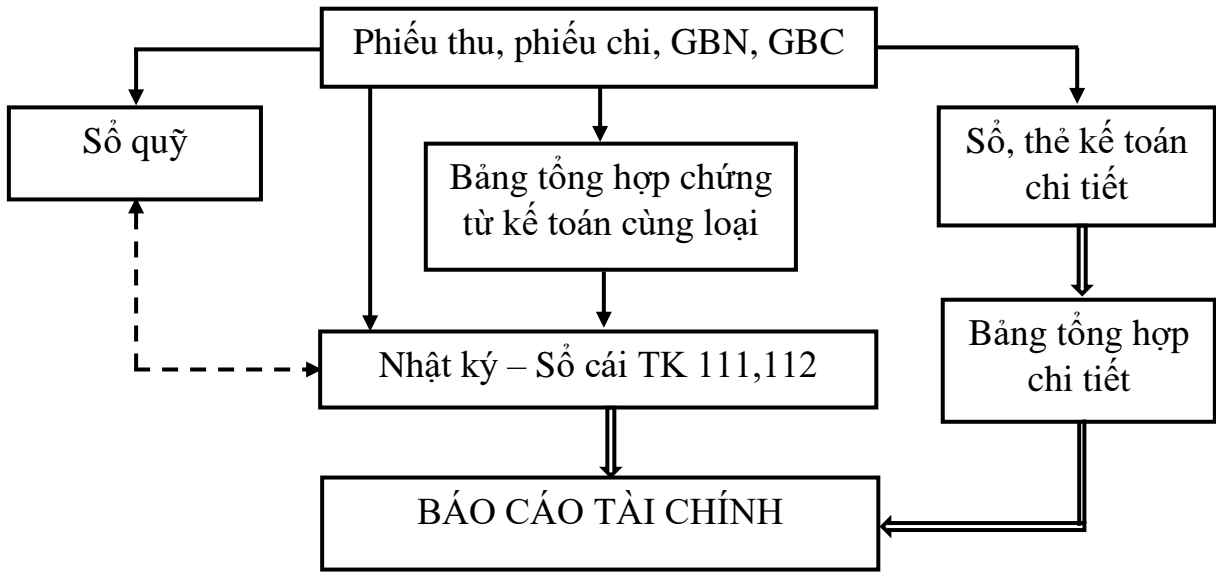 Phiếu thu, phiếu chi, GBN, GBC
Sổ quỹ
Bảng tổng hợp chứng
từ kế toán cùng loại
Sổ, thẻ kế toán
chi tiết
Nhật ký – Sổ cái TK 111,112
Bảng tổng hợp
chi tiết
BÁO CÁO TÀI CHÍNH